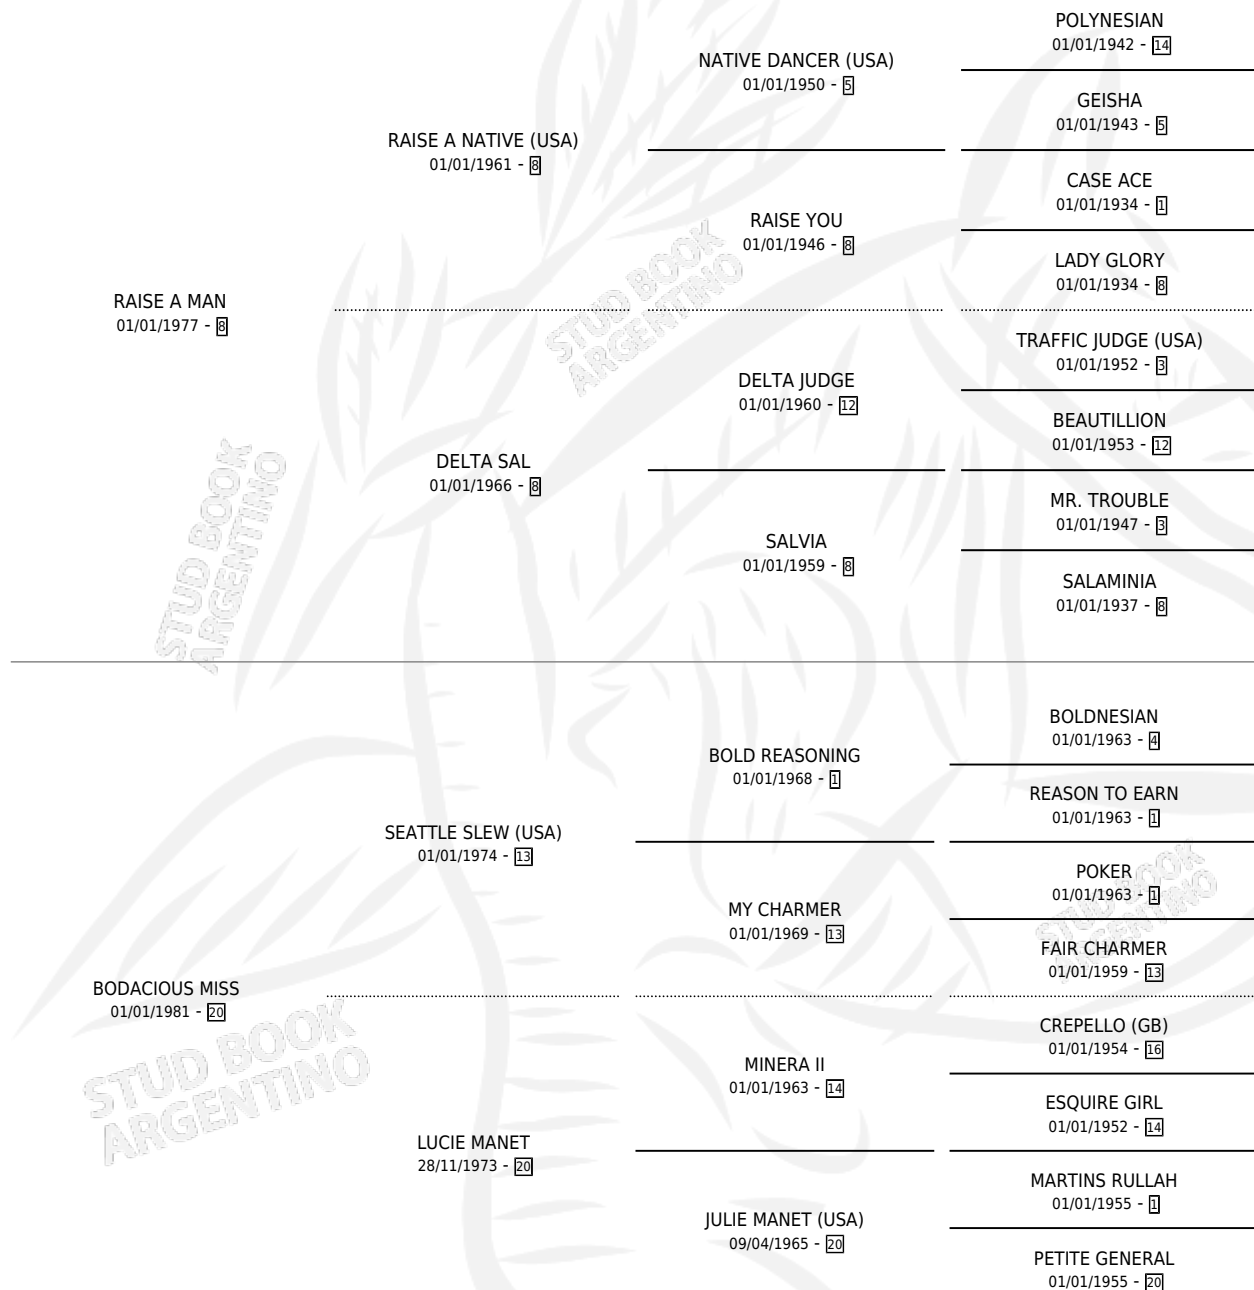 POLYNESIAN
01/01/1942 - 14
NATIVE DANCER (USA)
01/01/1950 - 5
GEISHA
01/01/1943 - 5
RAISE A NATIVE (USA)
01/01/1961 - 8
CASE ACE
01/01/1934 - 1
RAISE YOU
01/01/1946 - 8
LADY GLORY
01/01/1934 - 8
RAISE A MAN
01/01/1977 - 8
TRAFFIC JUDGE (USA)
01/01/1952 - 3
DELTA JUDGE
01/01/1960 - 12
BEAUTILLION
01/01/1953 - 12
DELTA SAL
01/01/1966 - 8
MR. TROUBLE
01/01/1947 - 3
SALVIA
01/01/1959 - 8
SALAMINIA
01/01/1937 - 8
BOLDNESIAN
01/01/1963 - 4
BOLD REASONING
01/01/1968 - 1
REASON TO EARN
01/01/1963 - 1
SEATTLE SLEW (USA)
01/01/1974 - 13
POKER
01/01/1963 - 1
MY CHARMER
01/01/1969 - 13
FAIR CHARMER
01/01/1959 - 13
BODACIOUS MISS
01/01/1981 - 20
CREPELLO (GB)
01/01/1954 - 16
MINERA II
01/01/1963 - 14
ESQUIRE GIRL
01/01/1952 - 14
LUCIE MANET
28/11/1973 - 20
MARTINS RULLAH
01/01/1955 - 1
JULIE MANET (USA)
09/04/1965 - 20
PETITE GENERAL
01/01/1955 - 20
STUD BOOK
ARGENTINO
STUD BOOK
ARGENTINO
STUD BOOK
ARGENTINO
STUD BOOK
ARGENTINO